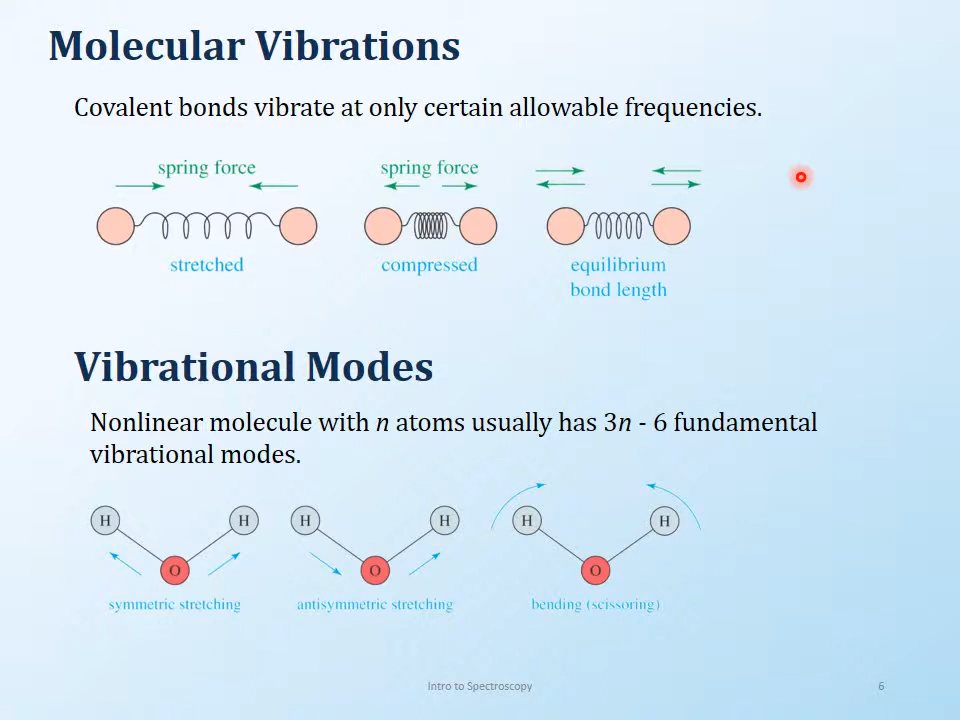 Molecular Vibrations
Covalent bonds vibrate at only certain allowable frequencies.
spring force
spring force
stretched
compressed
equilibrium
bond length
Vibrational Modes
Nonlinear molecule with n atoms usually has 3n - 6 fundamental
vibrational modes.
H H H H H H
O O O
symmetric stretching
antisymmetric stretching
bending (scissoring)
Intro to Spectroscopy
6